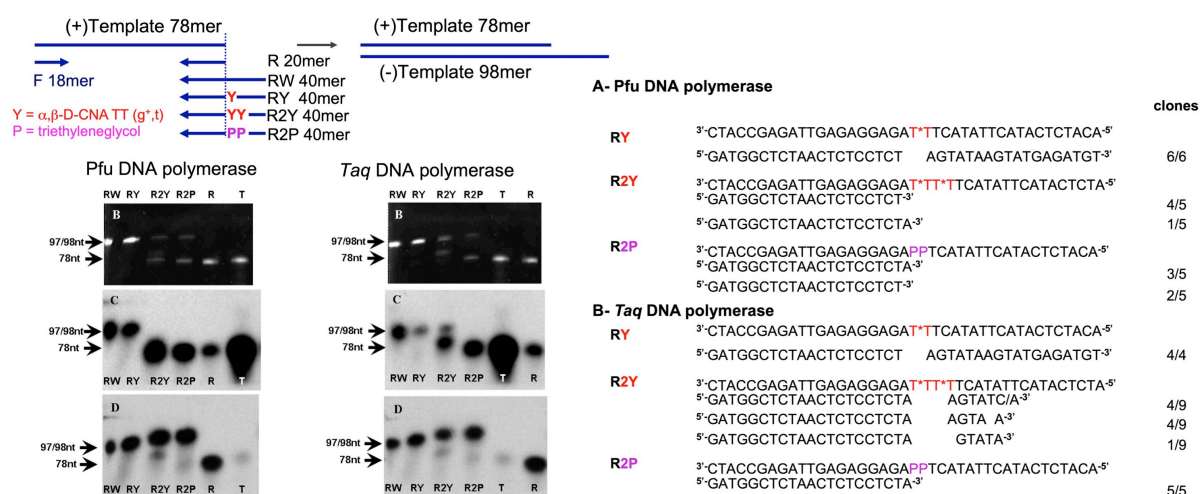 (+)Template 78mer
(+)Template 78mer
R 20mer
(-)Template 98mer
F 18mer
RW 40mer
Y RY 40mer
Y = α,β-D-CNA TT (g⁺,t) YY R2Y 40mer
P = triethyleneglycol PP R2P 40mer
Pfu DNA polymerase
RW RY R2Y R2P R T
B
97/98nt
78nt
C
97/98nt
78nt
RW RY R2Y R2P R T
D
97/98nt
78nt
RW RY R2Y R2P R T
Taq DNA polymerase
RW RY R2Y R2P R T
B
97/98nt
78nt
C
97/98nt
78nt
RW RY R2Y R2P T R
D
97/98nt
78nt
RW RY R2Y R2P T R
A- Pfu DNA polymerase
clones
RY
3'-CTACCGAGATTGAGAGGAGAT*TTCATATTCATACTCTACA-5'
5'-GATGGCTCTAACTCTCCTCT AGTATAAGTATGAGATGT-3'
6/6
R2Y
3'-CTACCGAGATTGAGAGGAGAT*TT*TTCATATTCATACTCTA-5'
5'-GATGGCTCTAACTCTCCTCT-3'
4/5
5'-GATGGCTCTAACTCTCCTCTA-3'
1/5
R2P
3'-CTACCGAGATTGAGAGGAGAPPTCATATTCATACTCTACA-5'
5'-GATGGCTCTAACTCTCCTCTA-3'
3/5
5'-GATGGCTCTAACTCTCCTCT-3'
2/5
B- Taq DNA polymerase
RY
3'-CTACCGAGATTGAGAGGAGAT*TTCATATTCATACTCTACA-5'
5'-GATGGCTCTAACTCTCCTCT AGTATAAGTATGAGATGT-3'
4/4
R2Y
3'-CTACCGAGATTGAGAGGAGAT*TT*TTCATATTCATACTCTA-5'
5'-GATGGCTCTAACTCTCCTCTA AGTATC/A-3'
4/9
5'-GATGGCTCTAACTCTCCTCTA AGTA A-3'
4/9
5'-GATGGCTCTAACTCTCCTCTA GTATA-3'
1/9
R2P
3'-CTACCGAGATTGAGAGGAGAPPTCATATTCATACTCTACA-5'
5'-GATGGCTCTAACTCTCCTCTA-3'
5/5